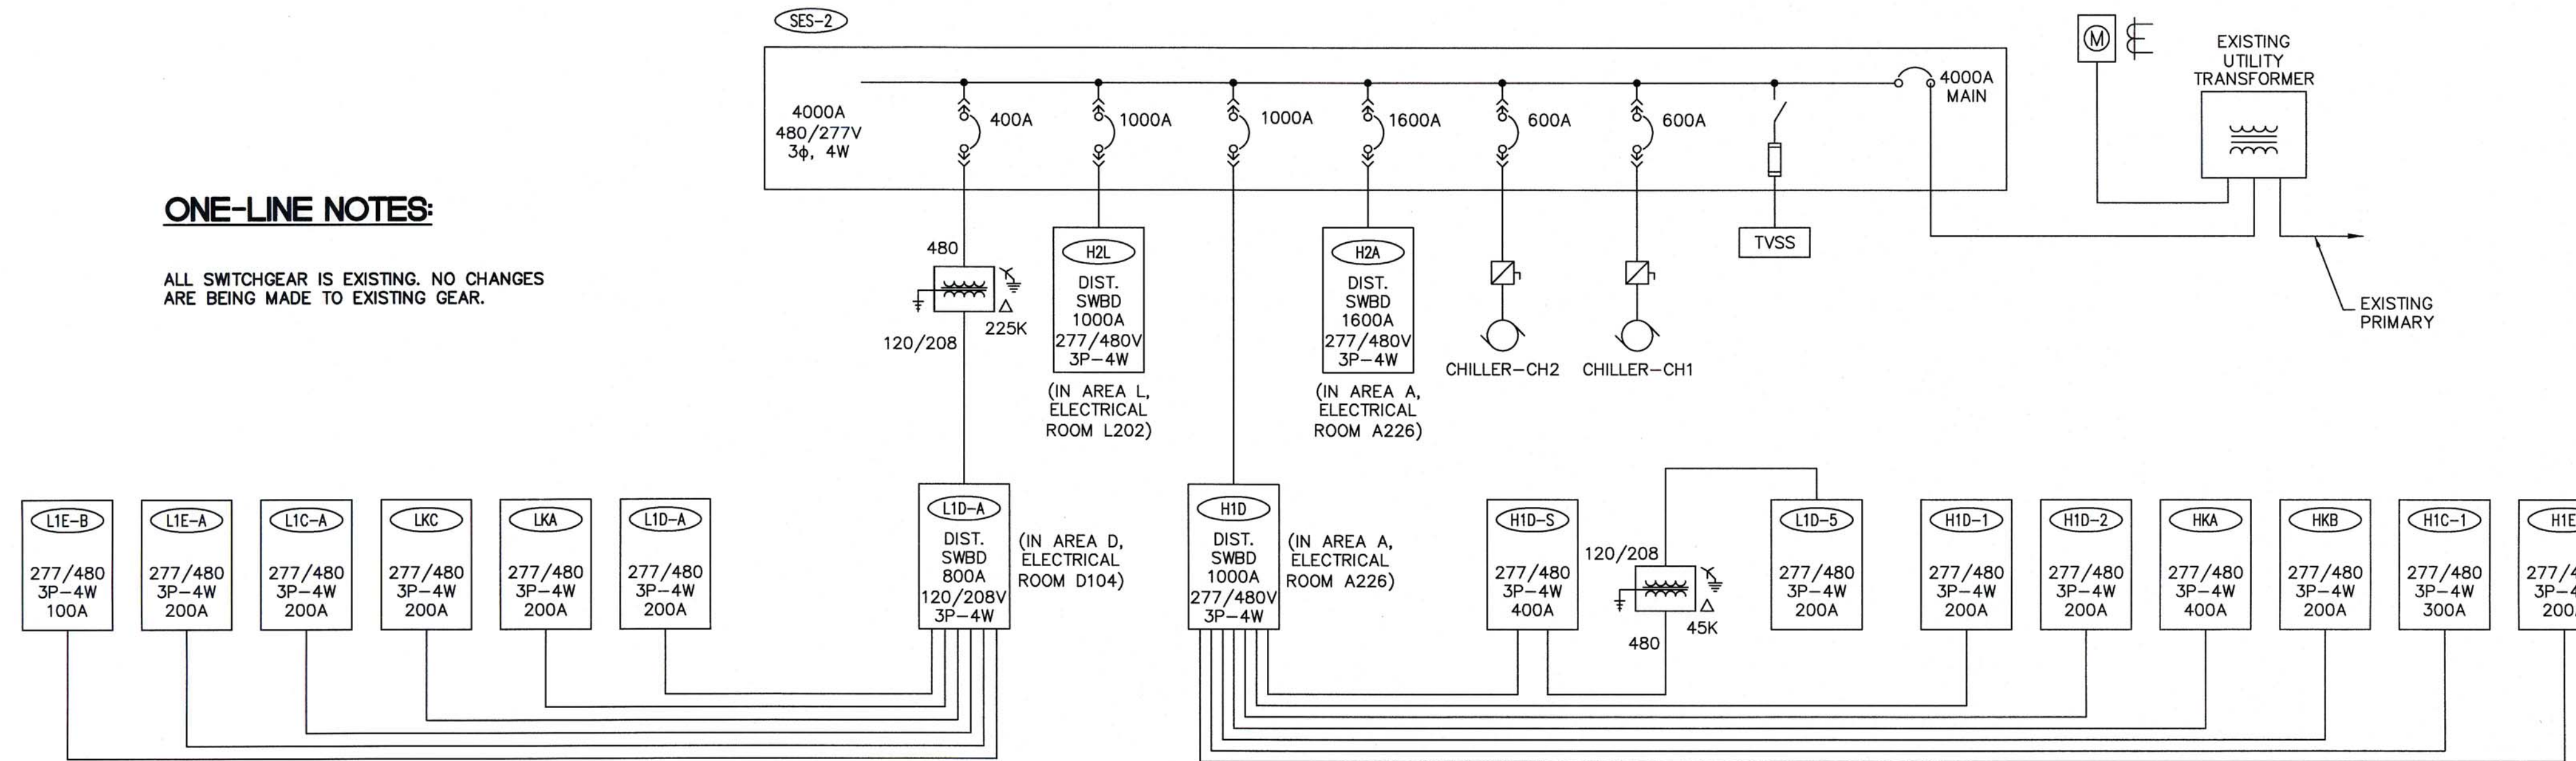 SES-2
4000A
480/277V
3ϕ, 4W
400A
1000A
1000A
1600A
600A
600A
4000A
MAIN
M
EXISTING
UTILITY
TRANSFORMER
ONE-LINE NOTES:
ALL SWITCHGEAR IS EXISTING. NO CHANGES
ARE BEING MADE TO EXISTING GEAR.
480
225K
120/208
H2L
DIST.
SWBD
1000A
277/480V
3P-4W
(IN AREA L,
ELECTRICAL
ROOM L202)
H2A
DIST.
SWBD
1600A
277/480V
3P-4W
(IN AREA A,
ELECTRICAL
ROOM A226)
CHILLER-CH2
CHILLER-CH1
TVSS
EXISTING
PRIMARY
L1E-B
277/480
3P-4W
100A
L1E-A
277/480
3P-4W
200A
L1C-A
277/480
3P-4W
200A
LKC
277/480
3P-4W
200A
LKA
277/480
3P-4W
200A
L1D-A
277/480
3P-4W
200A
L1D-A
DIST.
SWBD
800A
120/208V
3P-4W
(IN AREA D,
ELECTRICAL
ROOM D104)
H1D
DIST.
SWBD
1000A
277/480V
3P-4W
(IN AREA A,
ELECTRICAL
ROOM A226)
H1D-S
277/480
3P-4W
400A
120/208
45K
480
L1D-5
277/480
3P-4W
200A
H1D-1
277/480
3P-4W
200A
H1D-2
277/480
3P-4W
200A
HKA
277/480
3P-4W
400A
HKB
277/480
3P-4W
200A
H1C-1
277/480
3P-4W
300A
H1E
277/4
3P-4
200